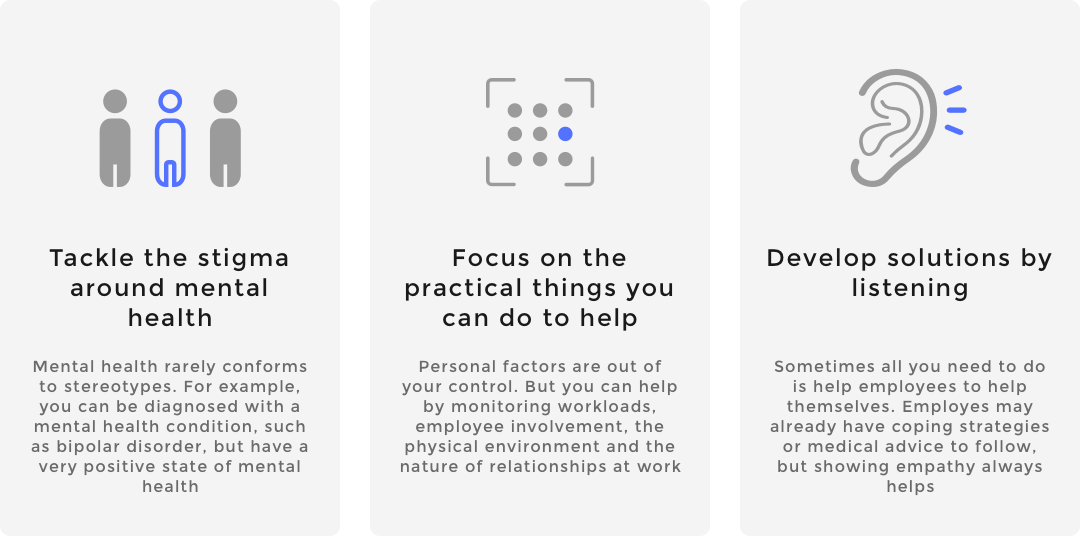 Tackle the stigma
around mental
health
Mental health rarely conforms
to stereotypes. For example,
you can be diagnosed with a
mental health condition, such
as bipolar disorder, but have a
very positive state of mental
health
Focus on the
practical things you
can do to help
Personal factors are out of
your control. But you can help
by monitoring workloads,
employee involvement, the
physical environment and the
nature of relationships at work
Develop solutions by
listening
Sometimes all you need to do
is help employees to help
themselves. Employes may
already have coping strategies
or medical advice to follow,
but showing empathy always
helps